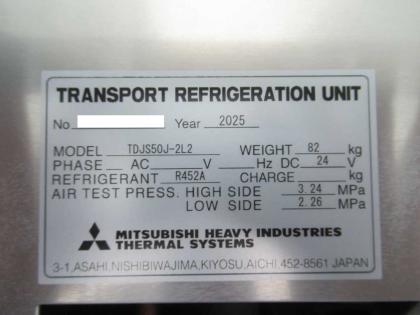 TRANSPORT REFRIGERATION UNIT
No Year 2025
MODEL TDJS50J-2L2 WEIGHT 82 kg
PHASE AC V Hz DC 24 V
REFRIGERANT R452A CHARGE kg
AIR TEST PRESS. HIGH SIDE 3.24 MPa
LOW SIDE 2.26 MPa
MITSUBISHI HEAVY INDUSTRIES
THERMAL SYSTEMS
3-1,ASAHI,NISHIBIWAJIMA,KIYOSU,AICHI,452-8561 JAPAN